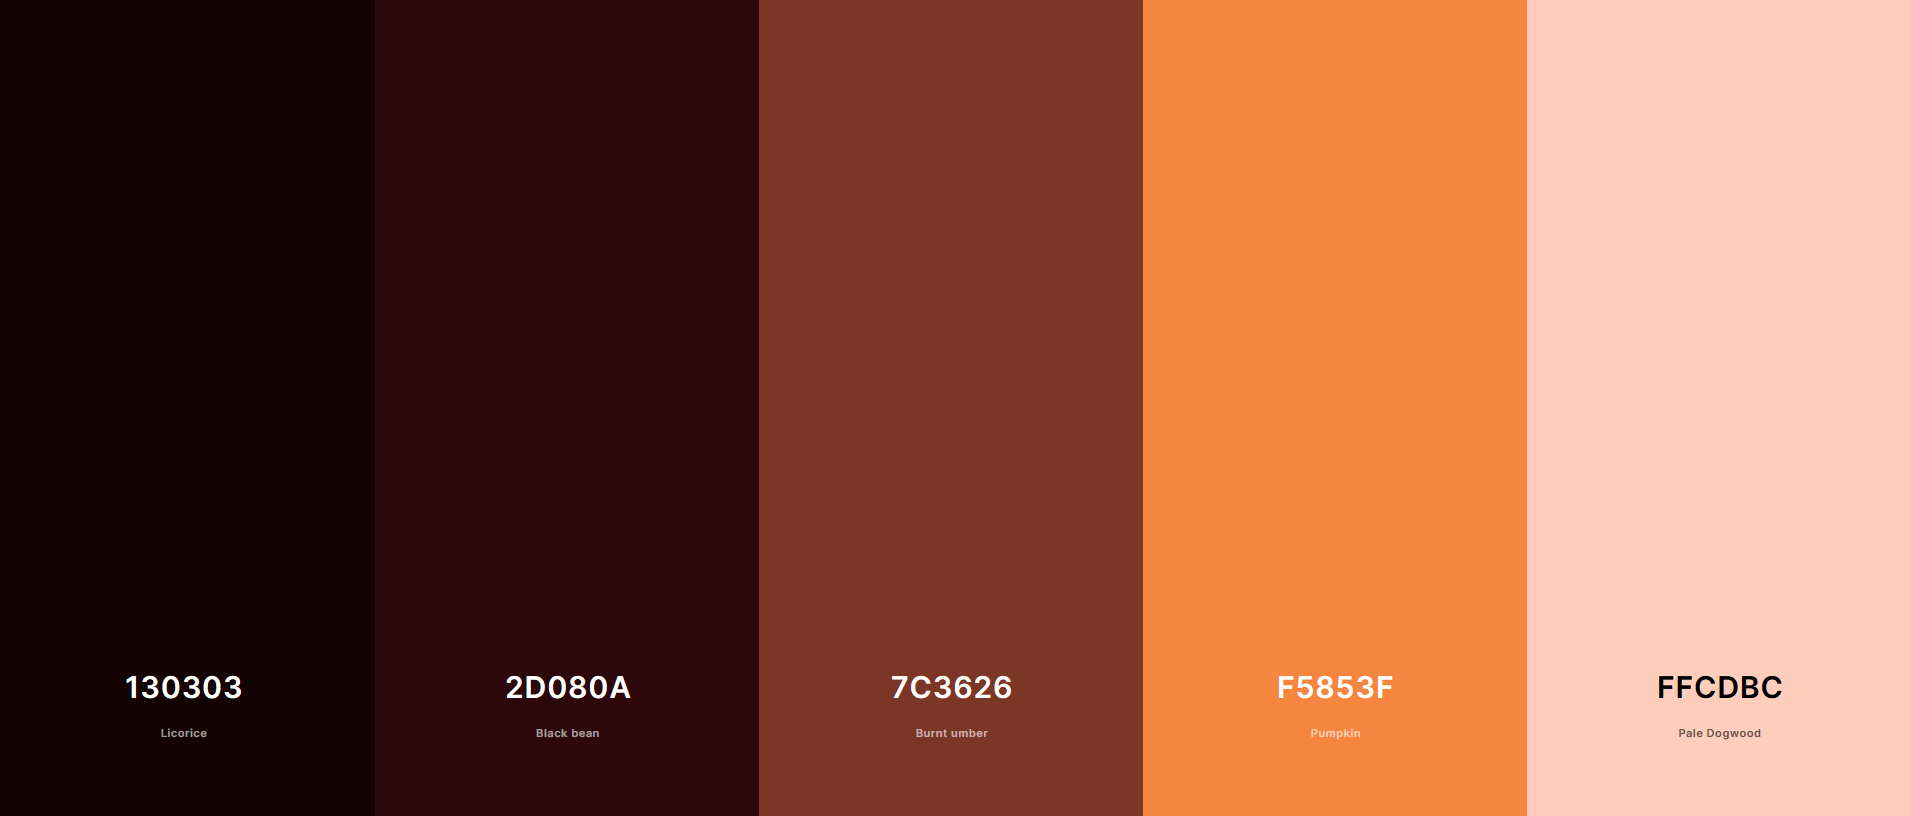 130303
Licorice
2D080A
Black bean
7C3626
Burnt umber
F5853F
Pumpkin
FFCDBC
Pale Dogwood